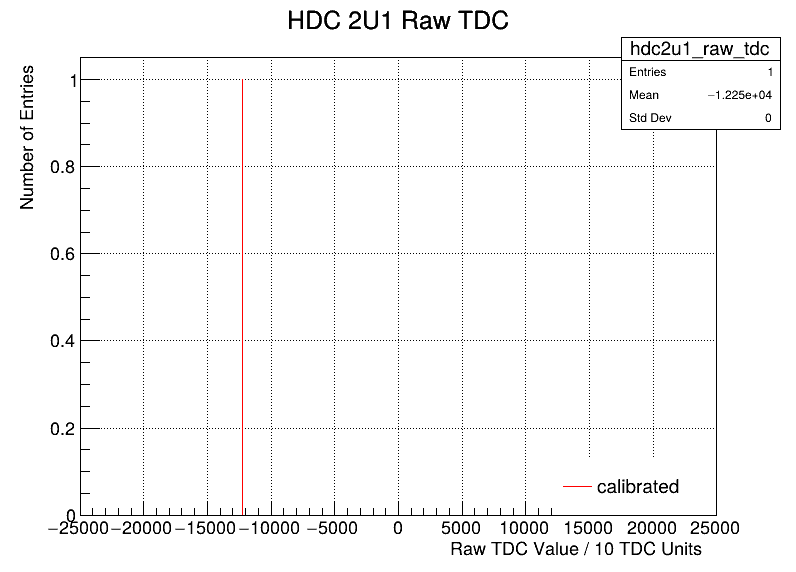 HDC 2U1 Raw TDC
hdc2u1_raw_tdc
Entries 1
Mean −1.225e+04
Std Dev 0
Number of Entries
1
0.8
0.6
0.4
0.2
0
−25000 −20000 −15000 −10000 −5000 0 5000 10000 15000 20000 25000
calibrated
Raw TDC Value / 10 TDC Units